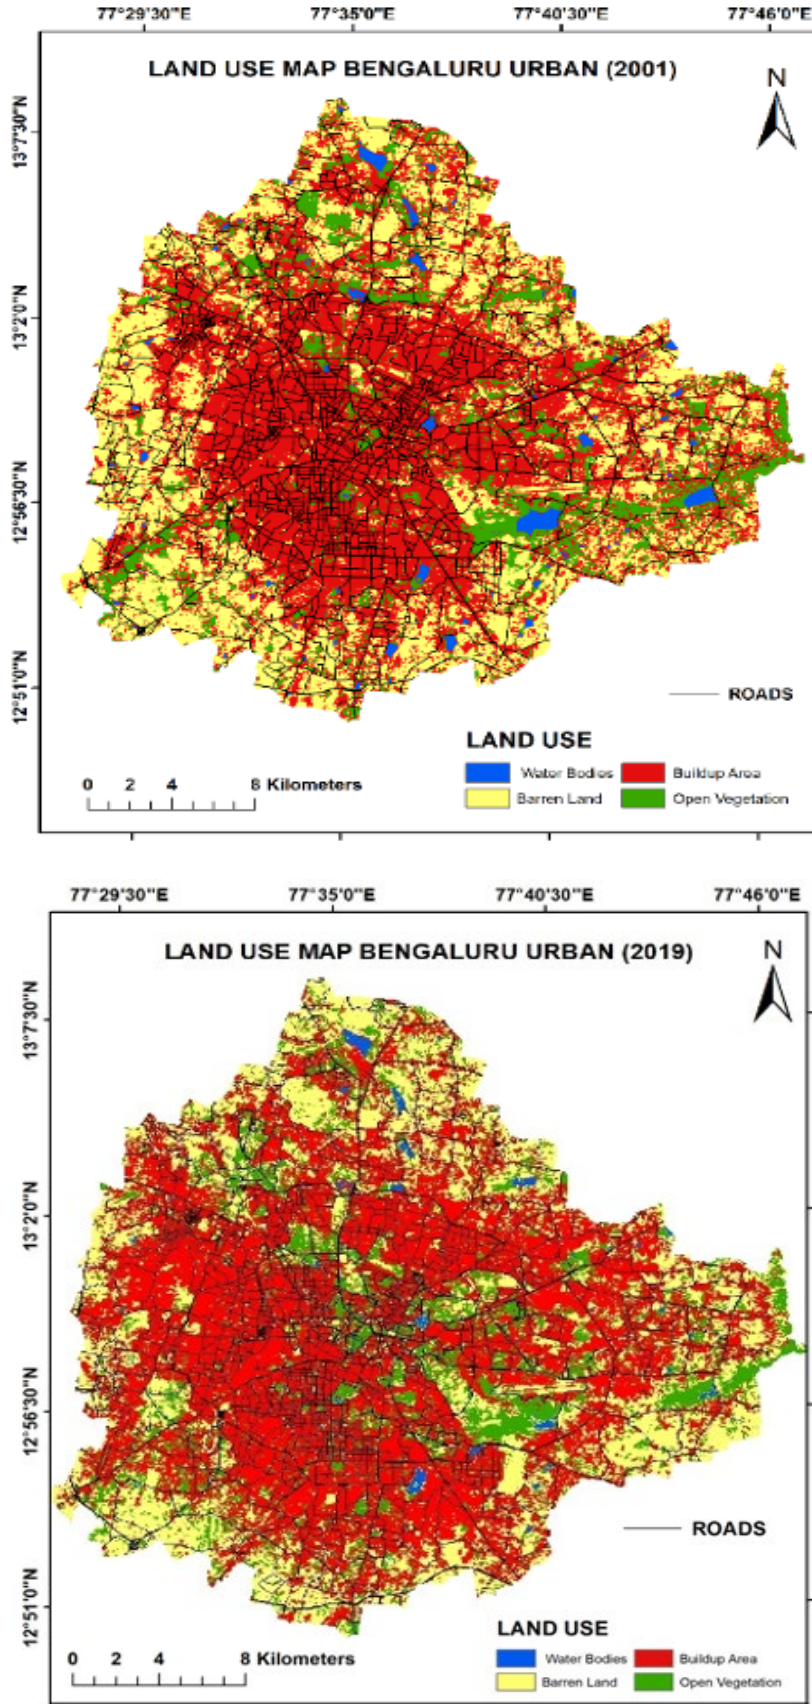 77°29'30"E 77°35'0"E 77°40'30"E 77°46'0"E
LAND USE MAP BENGALURU URBAN (2001)
N
13°7'30"N
13°2'0"N
12°56'30"N
12°51'0"N
ROADS
LAND USE
Water Bodies Buildup Area
Barren Land Open Vegetation
0 2 4 8 Kilometers
77°29'30"E 77°35'0"E 77°40'30"E 77°46'0"E
LAND USE MAP BENGALURU URBAN (2019)
N
13°7'30"N
13°2'0"N
12°56'30"N
12°51'0"N
ROADS
LAND USE
Water Bodies Buildup Area
Barren Land Open Vegetation
0 2 4 8 Kilometers